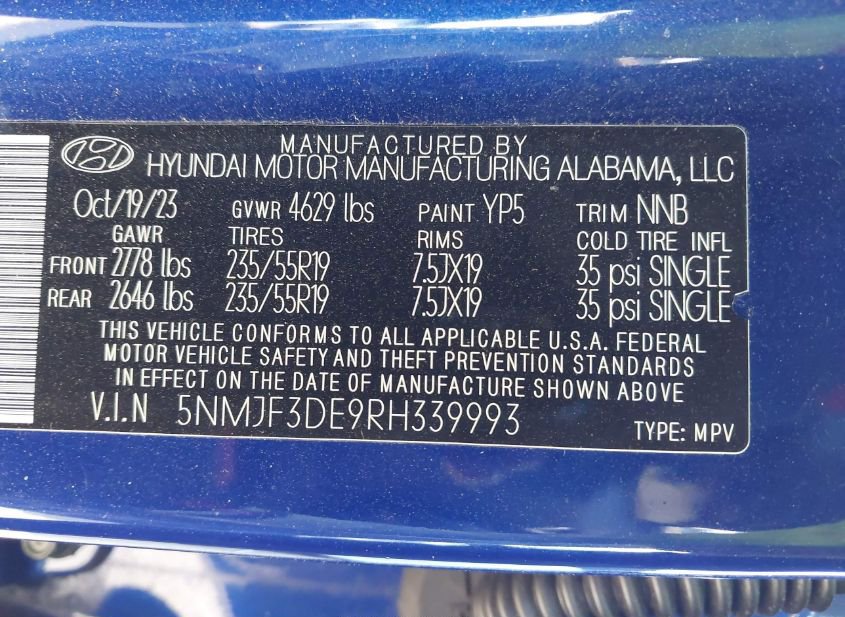 MANUFACTURED BY
HYUNDAI MOTOR MANUFACTURING ALABAMA, LLC
Oct/19/23 GVWR 4629 lbs PAINT YP5 TRIM NNB
GAWR TIRES RIMS COLD TIRE INFL
FRONT 2778 lbs 235/55R19 7.5JX19 35 psi SINGLE
REAR 2646 lbs 235/55R19 7.5JX19 35 psi SINGLE
THIS VEHICLE CONFORMS TO ALL APPLICABLE U.S.A. FEDERAL
MOTOR VEHICLE SAFETY AND THEFT PREVENTION STANDARDS
IN EFFECT ON THE DATE OF MANUFACTURE SHOWN ABOVE
V.I.N 5NMJF3DE9RH339993
TYPE: MPV